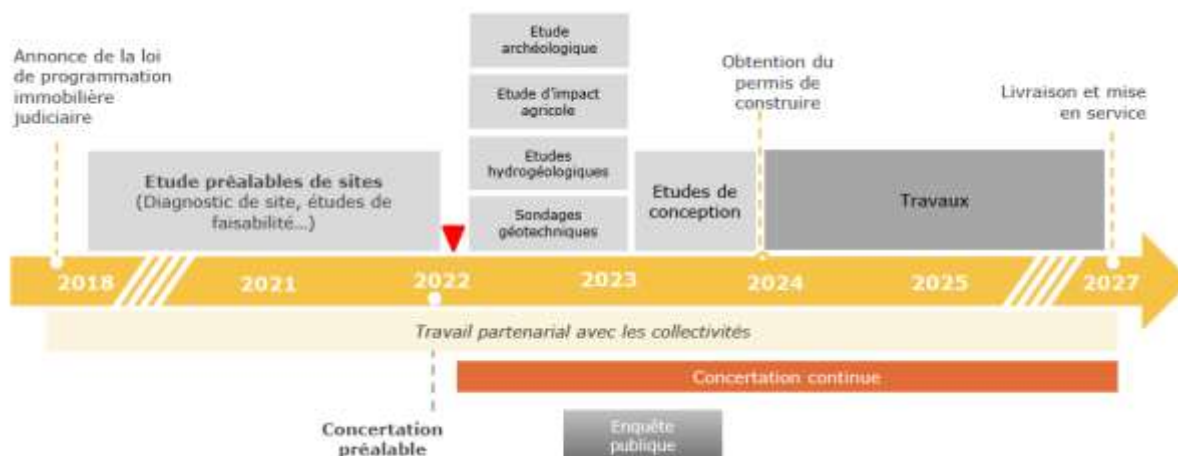 Annonce de la loi
de programmation
immobilière
judiciaire
Etude préalables de sites
(Diagnostic de site, études de
faisabilité...)
Etude
archéologique
Etude d'impact
agricole
Etudes
hydrogéologiques
Sondages
géotechniques
Etudes de
conception
Obtention du
permis de
construire
Travaux
Livraison et mise
en service
2018 2021 2022 2023 2024 2025 2027
Travail partenarial avec les collectivités
Concertation continue
Concertation
préalable
Enquête
publique